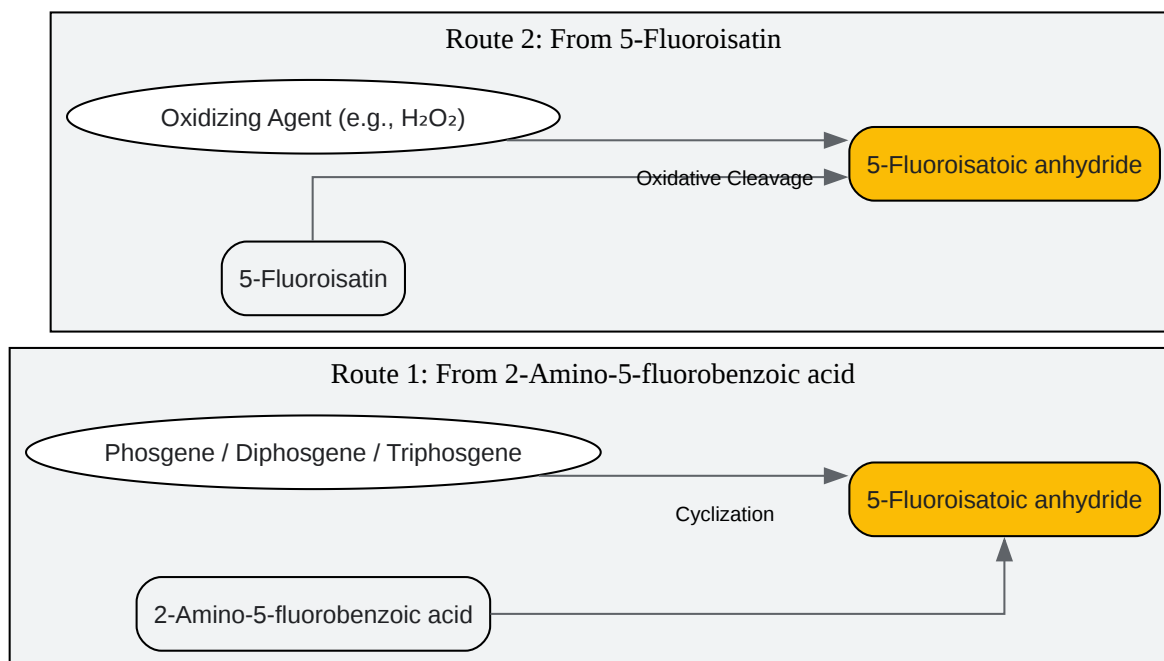 Route 2: From 5-Fluoroisatin
Oxidizing Agent (e.g., H₂O₂)
5-Fluoroisatoic anhydride
Oxidative Cleavage
5-Fluoroisatin
Route 1: From 2-Amino-5-fluorobenzoic acid
Phosgene / Diphosgene / Triphosgene
5-Fluoroisatoic anhydride
Cyclization
2-Amino-5-fluorobenzoic acid